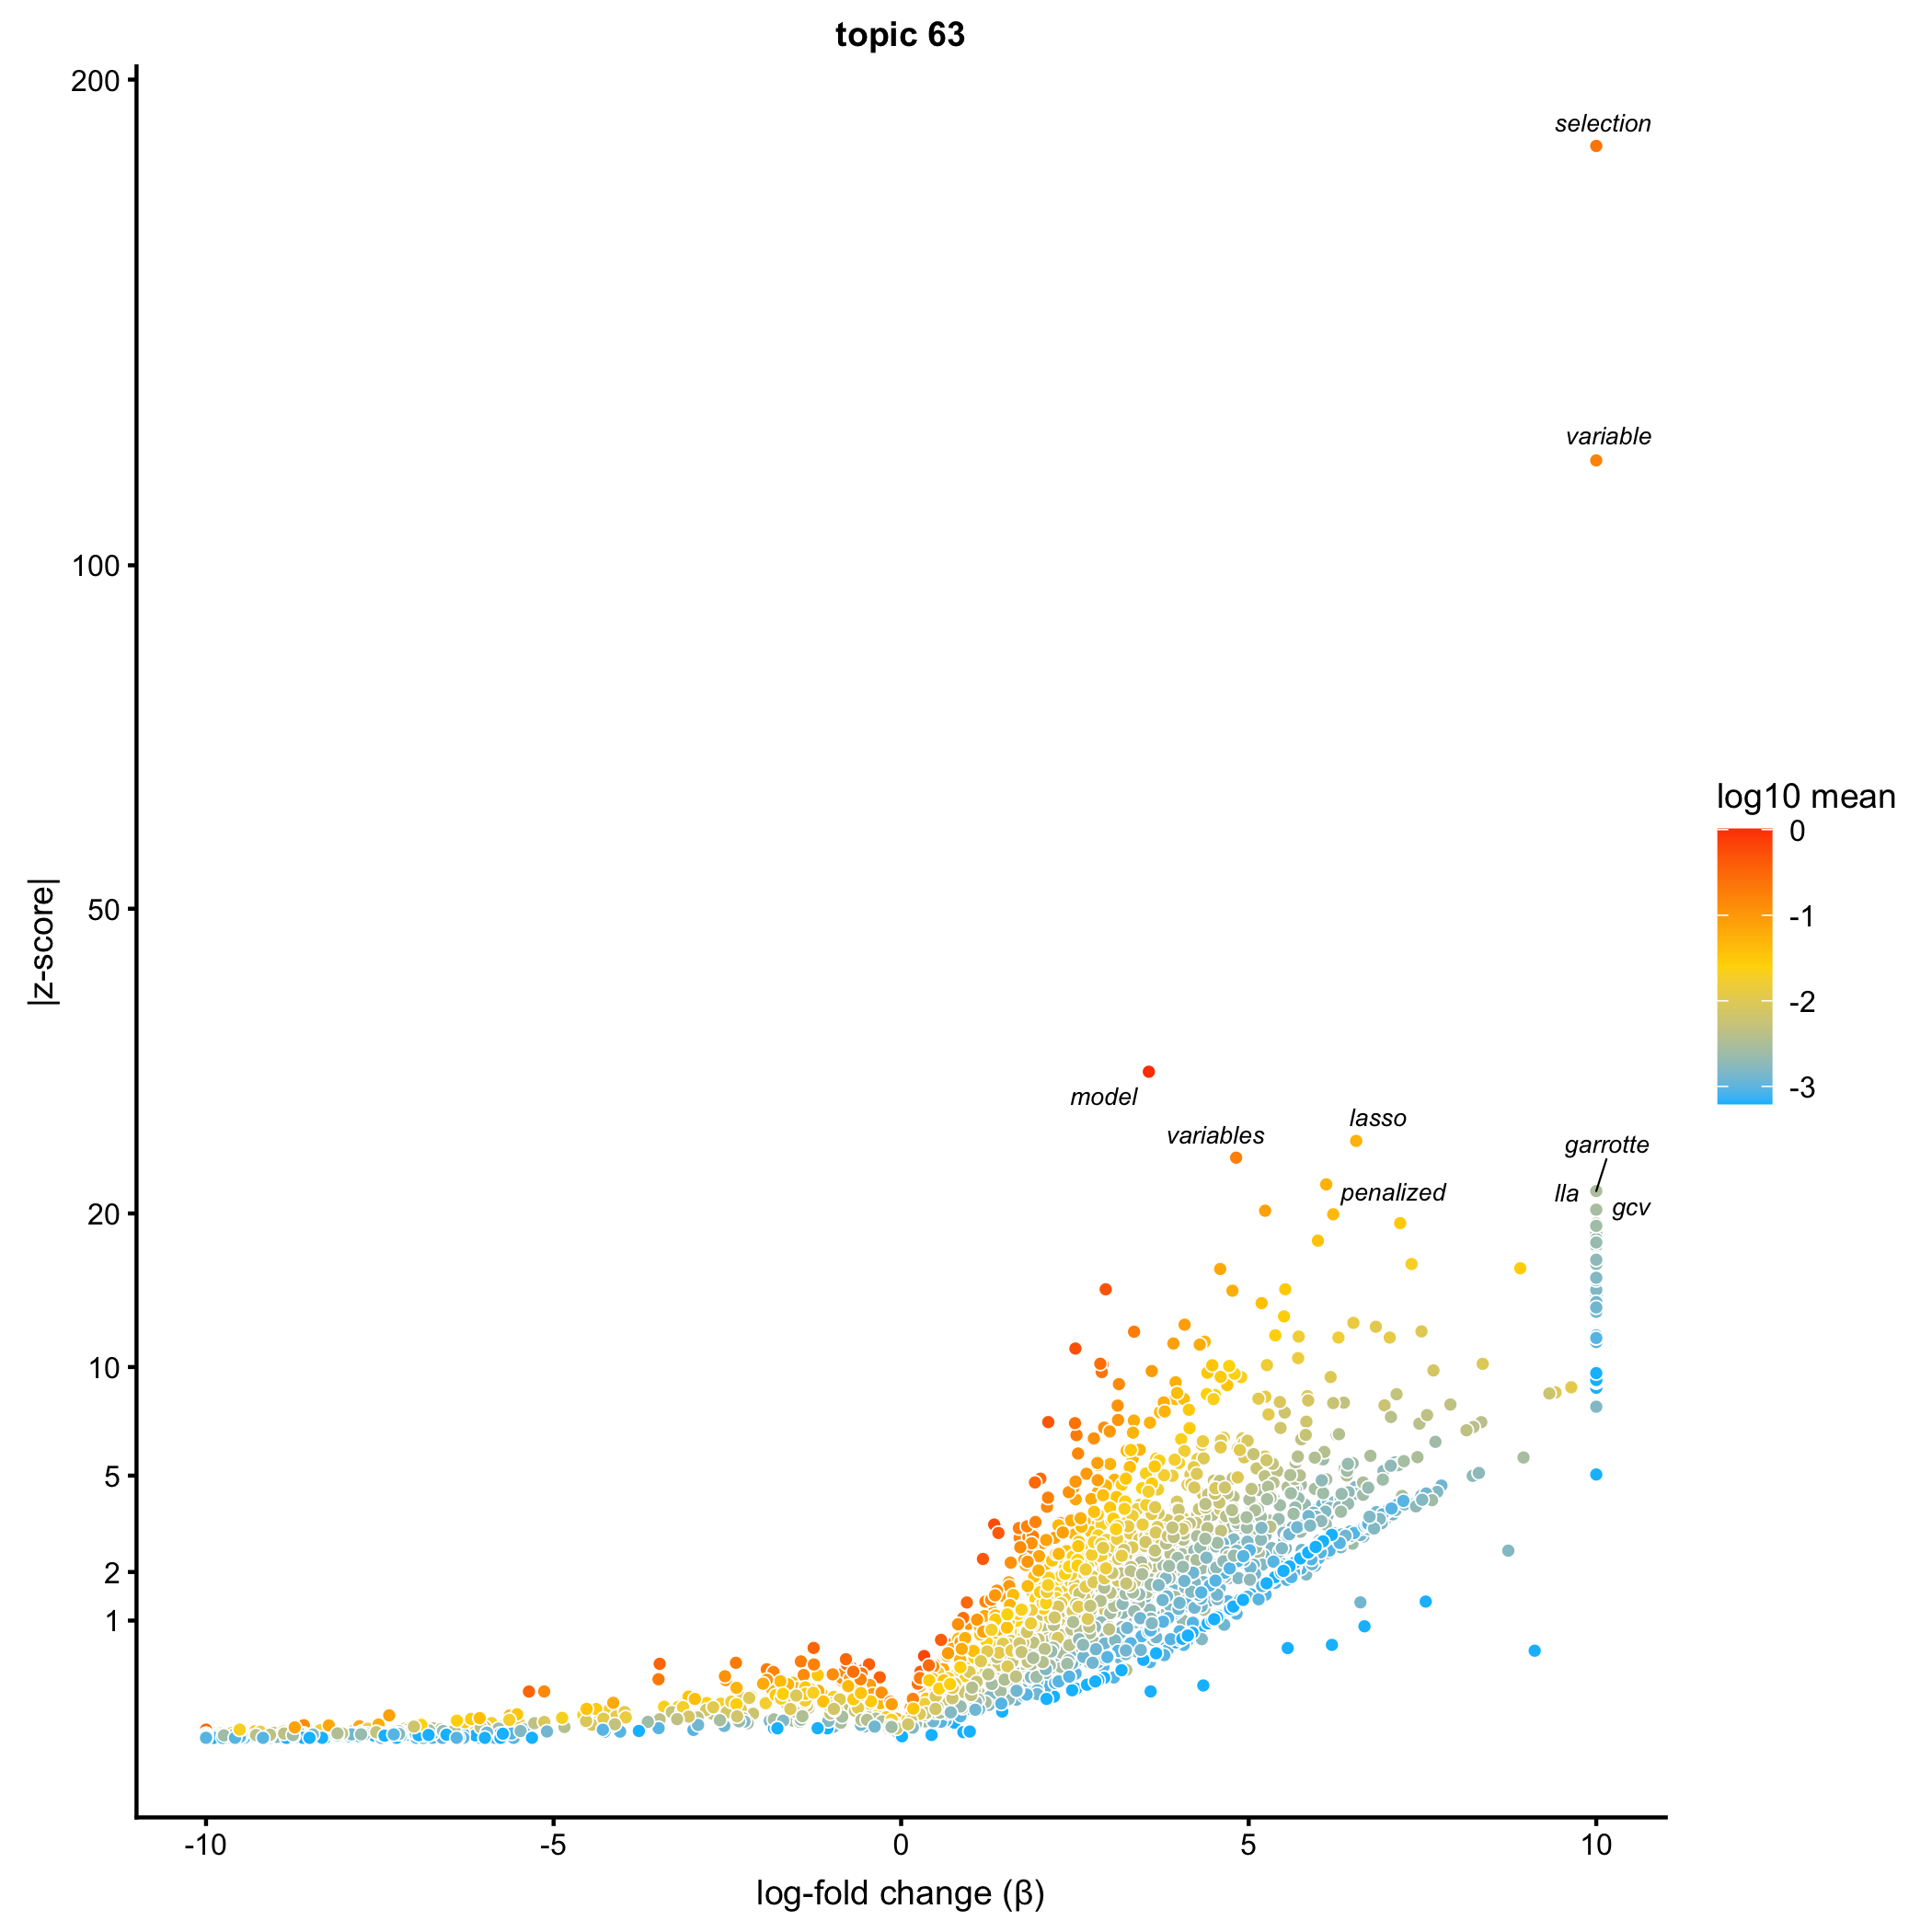 topic 63
200
selection
variable
100
log10 mean
0
-1
-2
-3
50
|z-score|
model
lasso
variables
garrotte
penalized
lla
gcv
20
10
5
2
1
-10
-5
0
5
10
log-fold change (β)